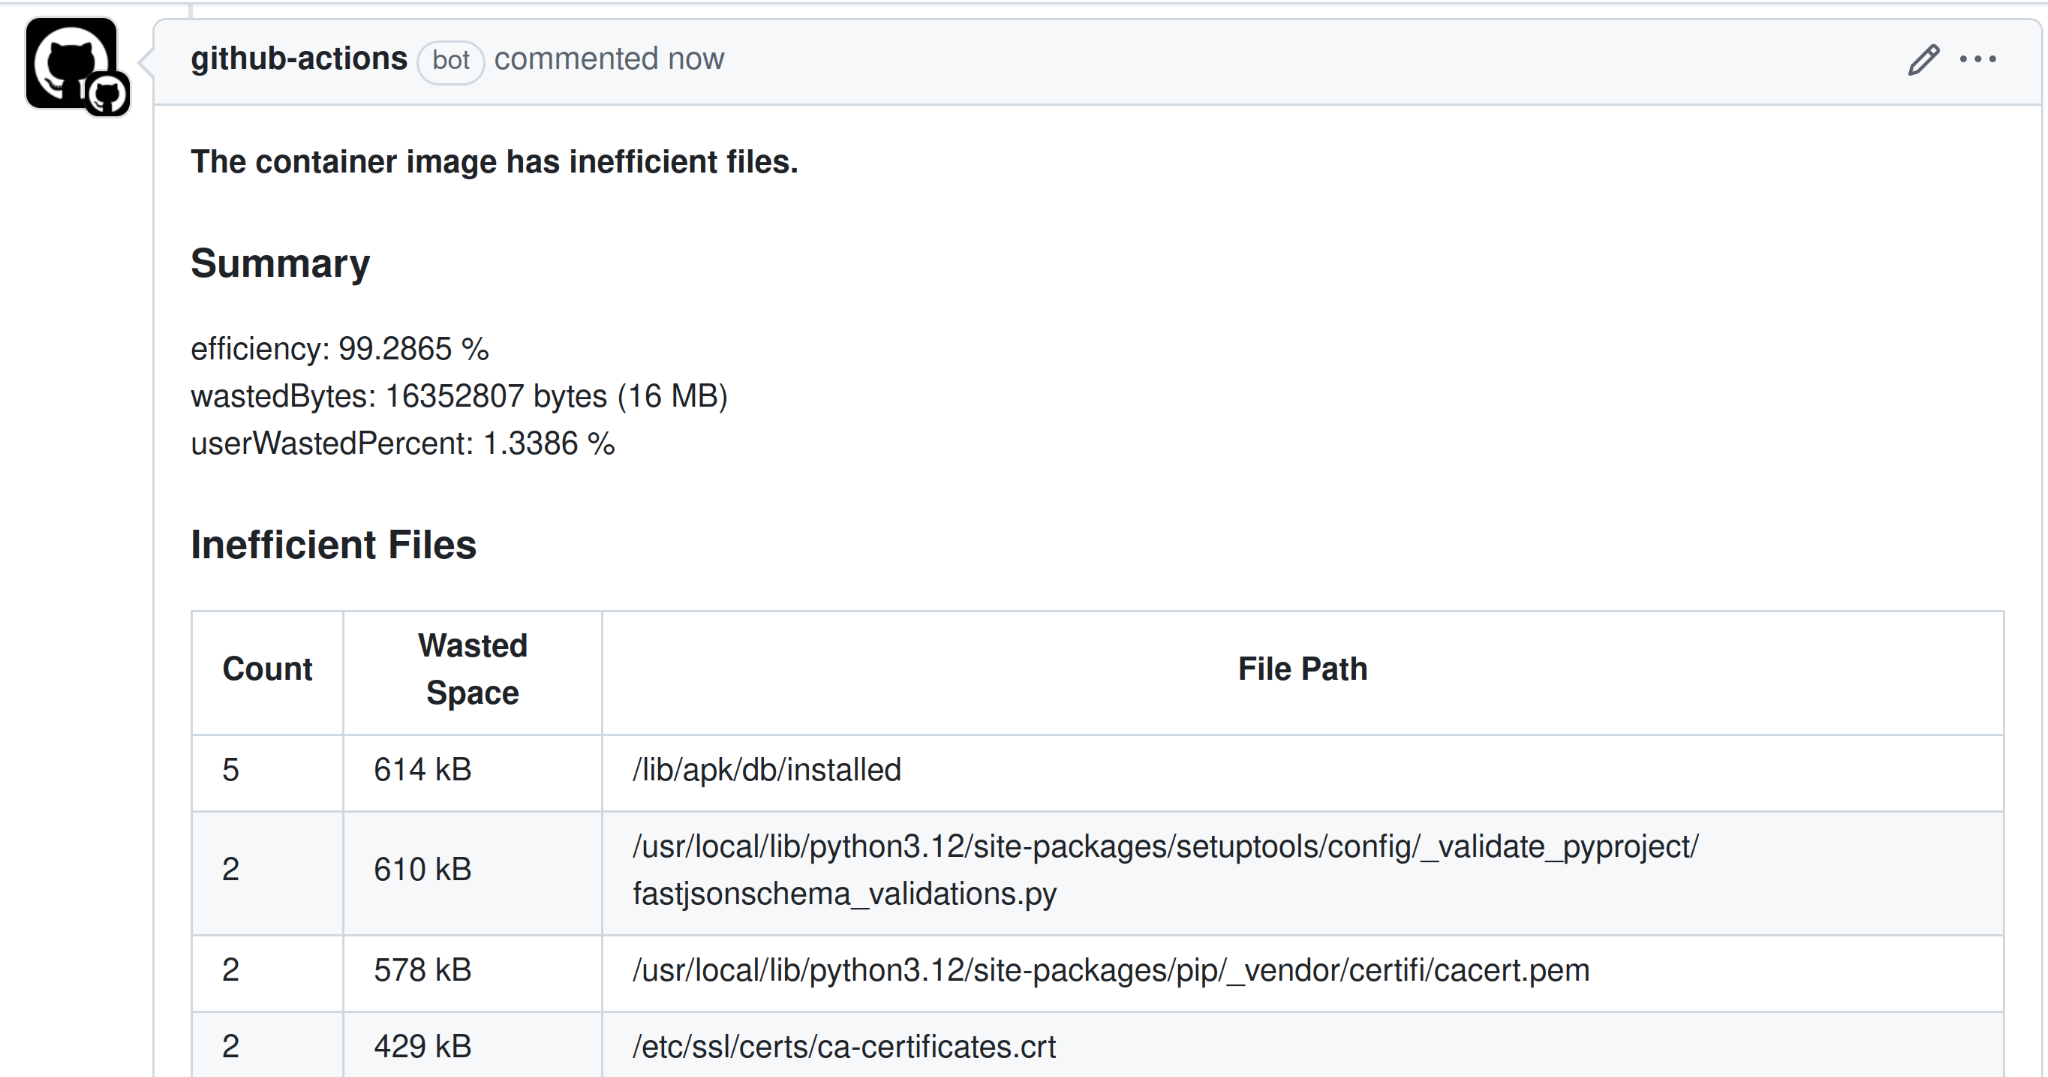 github-actions bot commented now
The container image has inefficient files.
Summary
efficiency: 99.2865 %
wastedBytes: 16352807 bytes (16 MB)
userWastedPercent: 1.3386 %
Inefficient Files
Count Wasted Space File Path
5 614 kB /lib/apk/db/installed
2 610 kB /usr/local/lib/python3.12/site-packages/setuptools/config/_validate_pyproject/
fastjsonschema_validations.py
2 578 kB /usr/local/lib/python3.12/site-packages/pip/_vendor/certifi/cacert.pem
2 429 kB /etc/ssl/certs/ca-certificates.crt